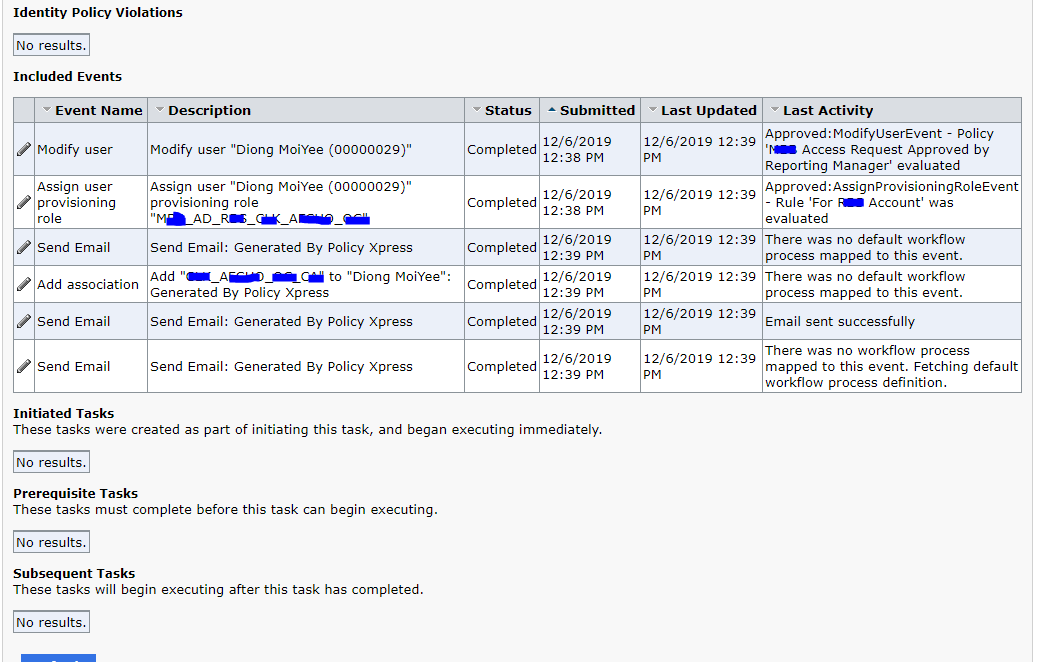 Identity Policy Violations
No results.
Included Events
Event Name Description Status Submitted Last Updated Last Activity
Modify user
Modify user "Diong MoiYee (00000029)"
Completed
12/6/2019
12:38 PM
12/6/2019 12:39
PM
Approved:ModifyUserEvent - Policy
Access Request Approved by
Reporting Manager' evaluated
Assign user
provisioning
role
Assign user "Diong MoiYee (00000029)"
provisioning role
Completed
12/6/2019
12:38 PM
12/6/2019 12:39
PM
Approved:AssignProvisioningRoleEvent
- Rule 'For Account' was
evaluated
Send Email
Send Email: Generated By Policy Xpress
Completed
12/6/2019
12:39 PM
12/6/2019 12:39
PM
There was no default workflow
process mapped to this event.
Add association
Add to "Diong MoiYee":
Generated By Policy Xpress
Completed
12/6/2019
12:39 PM
12/6/2019 12:39
PM
There was no default workflow
process mapped to this event.
Send Email
Send Email: Generated By Policy Xpress
Completed
12/6/2019
12:39 PM
12/6/2019 12:39
PM
Email sent successfully
Send Email
Send Email: Generated By Policy Xpress
Completed
12/6/2019
12:39 PM
12/6/2019 12:39
PM
There was no workflow process
mapped to this event. Fetching default
workflow process definition.
Initiated Tasks
These tasks were created as part of initiating this task, and began executing immediately.
No results.
Prerequisite Tasks
These tasks must complete before this task can begin executing.
No results.
Subsequent Tasks
These tasks will begin executing after this task has completed.
No results.